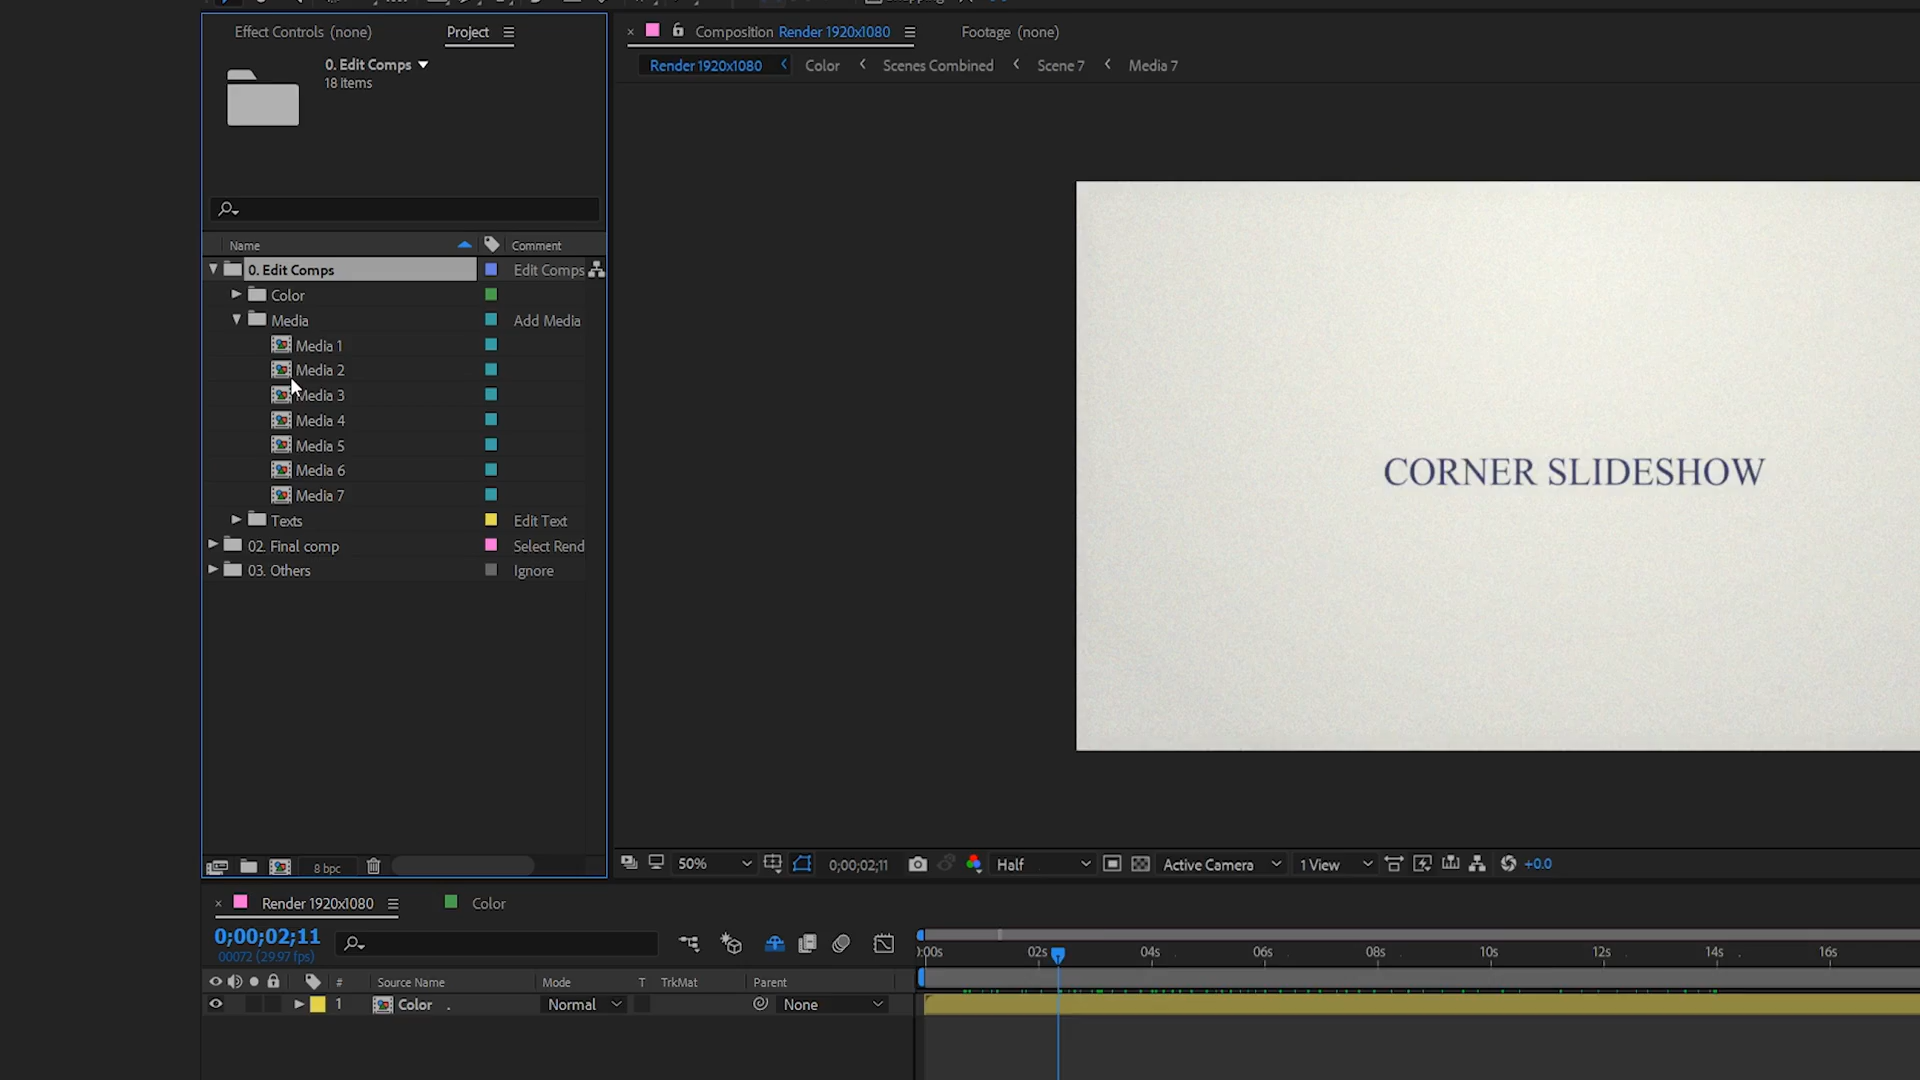 Snapping
Effect Controls (none)
Project
Composition Render 1920x1080
Footage (none)
0. Edit Comps
18 items
Render 1920x1080
Color
Scenes Combined
Scene 7
Media 7
Name
Comment
0. Edit Comps
Edit Comps
Color
Media
Add Media
Media 1
Media 2
Media 3
Media 4
Media 5
Media 6
Media 7
Texts
Edit Text
02. Final comp
Select Rend
03. Others
Ignore
CORNER SLIDESHOW
8 bpc
50%
0;00;02;11
Half
Active Camera
1 View
+0.0
Render 1920x1080
Color
0;00;02;11
00072 (29.97 fps)
):00s
02s
04s
06s
08s
10s
12s
14s
16s
#
Source Name
Mode
T
TrkMat
Parent
1
Color
Normal
None